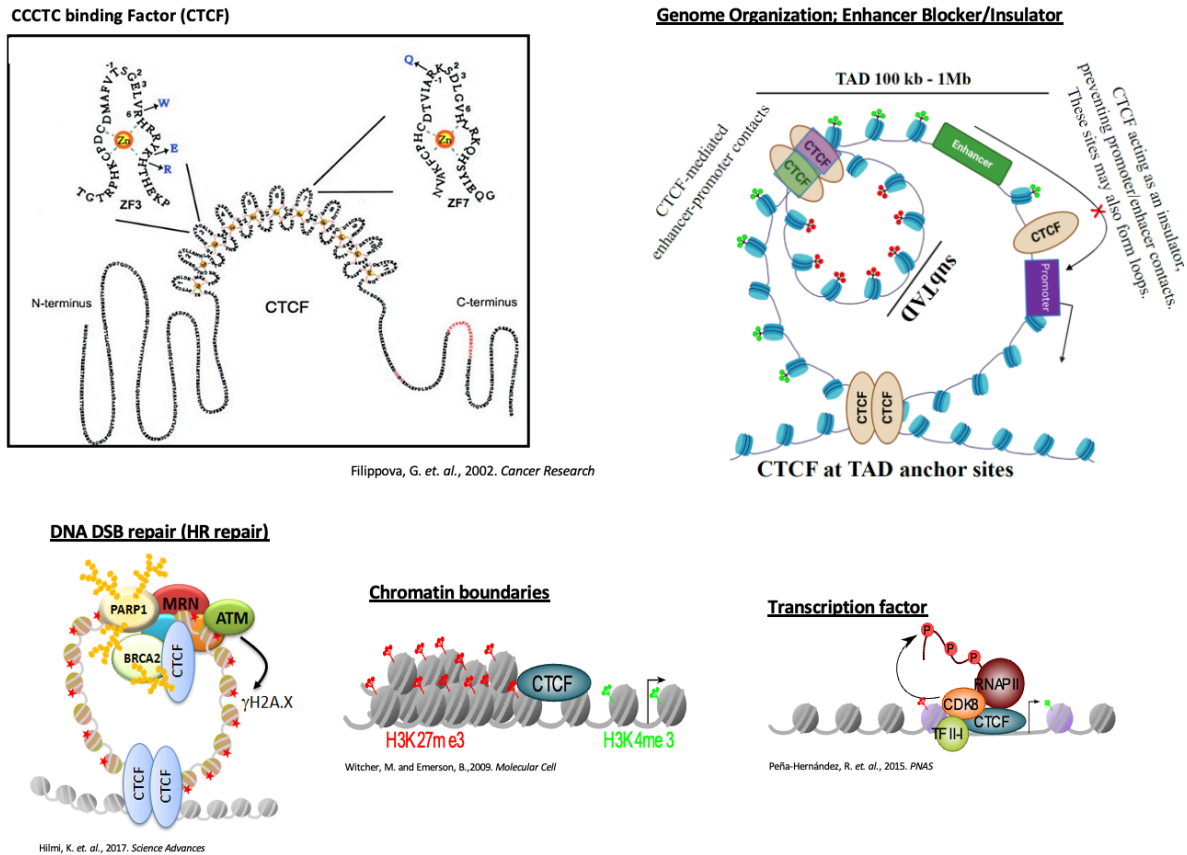 CCCTC binding Factor (CTCF)
Q
W
Zn
E
R
ZF3
Zn
ZF7
N-terminus
CTCF
C-terminus
Filippova, G. et. al., 2002. Cancer Research
Genome Organization; Enhancer Blocker/Insulator
TAD 100 kb - 1Mb
CTCF-mediated
enhancer-promoter contacts
CTCF
CTCF
Enhancer
CTCF acting as an insulator,
preventing promoter/enhacer contacts.
These sites may also form loops.
CTCF
Promoter
subTAD
CTCF
CTCF
CTCF at TAD anchor sites
DNA DSB repair (HR repair)
PARP1
MRN
ATM
BRCA2
CTCF
γH2A.X
CTCF
CTCF
Hilmi, K. et. al., 2017. Science Advances
Chromatin boundaries
CTCF
H3K27me3
H3K4me3
Witcher, M. and Emerson, B.,2009. Molecular Cell
Transcription factor
P
P
P
RNAPII
CDK8
CTCF
TFII-I
Peña-Hernández, R. et. al., 2015. PNAS